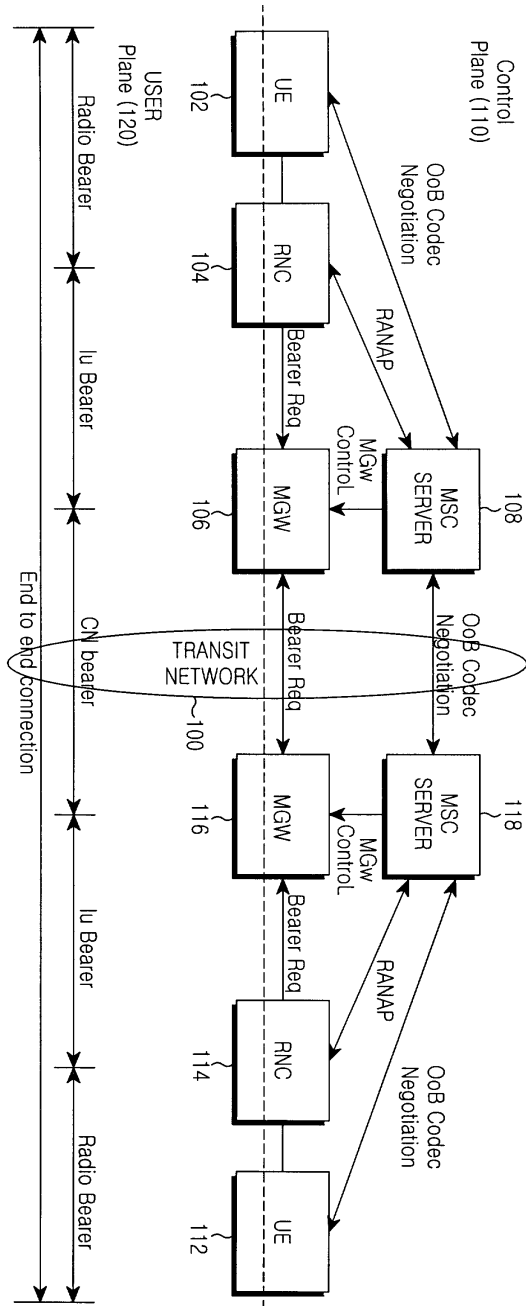 Control
Plane (110)
OoB Codec
Negotiation
RANAP
MSC
SERVER
108
OoB Codec
Negotiation
MSC
SERVER
118
RANAP
OoB Codec
Negotiation
MGw
ControL
MGw
ControL
UE
102
RNC
104
Bearer Req
MGW
106
Bearer Req
TRANSIT
NETWORK
100
MGW
116
Bearer Req
RNC
114
UE
112
USER
Plane (120)
Radio Bearer
Iu Bearer
CN bearer
Iu Bearer
Radio Bearer
End to end connection